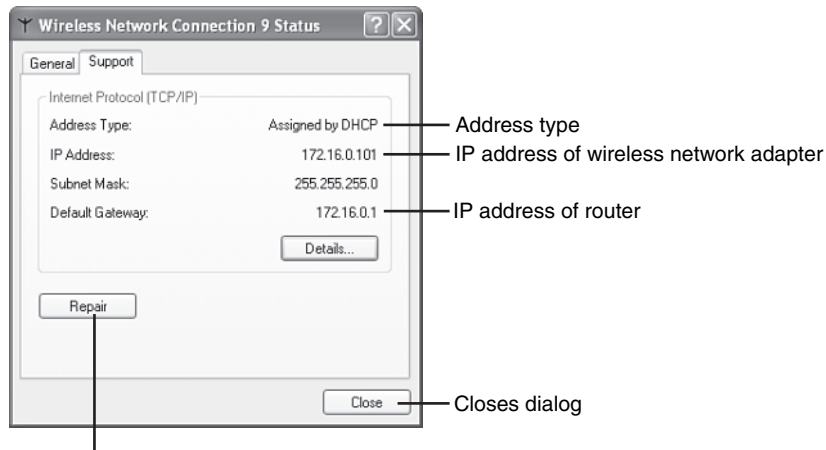 Wireless Network Connection 9 Status
General Support
Internet Protocol (TCP/IP)
Address Type: Assigned by DHCP Address type
IP Address: 172.16.0.101 IP address of wireless network adapter
Subnet Mask: 255.255.255.0
Default Gateway: 172.16.0.1 IP address of router
Details...
Repair
Close Closes dialog